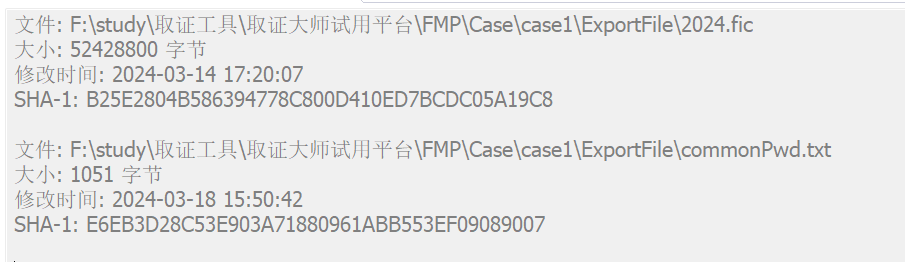 文件: F:\study\取证工具\取证大师试用平台\FMP\Case\case1\ExportFile\2024.fic
大小: 52428800 字节
修改时间: 2024-03-14 17:20:07
SHA-1: B25E2804B586394778C800D410ED7BCDC05A19C8
文件: F:\study\取证工具\取证大师试用平台\FMP\Case\case1\ExportFile\commonPwd.txt
大小: 1051 字节
修改时间: 2024-03-18 15:50:42
SHA-1: E6EB3D28C53E903A71880961ABB553EF09089007